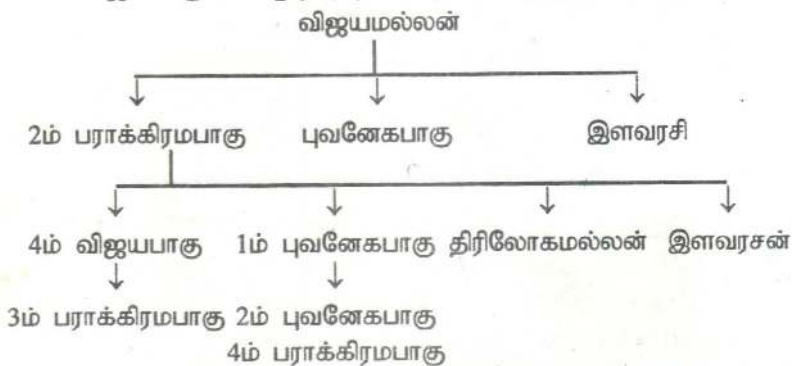 விஜயமல்லன்
2ம் பராக்கிரமபாகு புவனேகபாகு இளவரசி
4ம் விஜயபாகு 1ம் புவனேகபாகு திரிலோகமல்லன் இளவரசன்
3ம் பராக்கிரமபாகு 2ம் புவனேகபாகு
4ம் பராக்கிரமபாகு